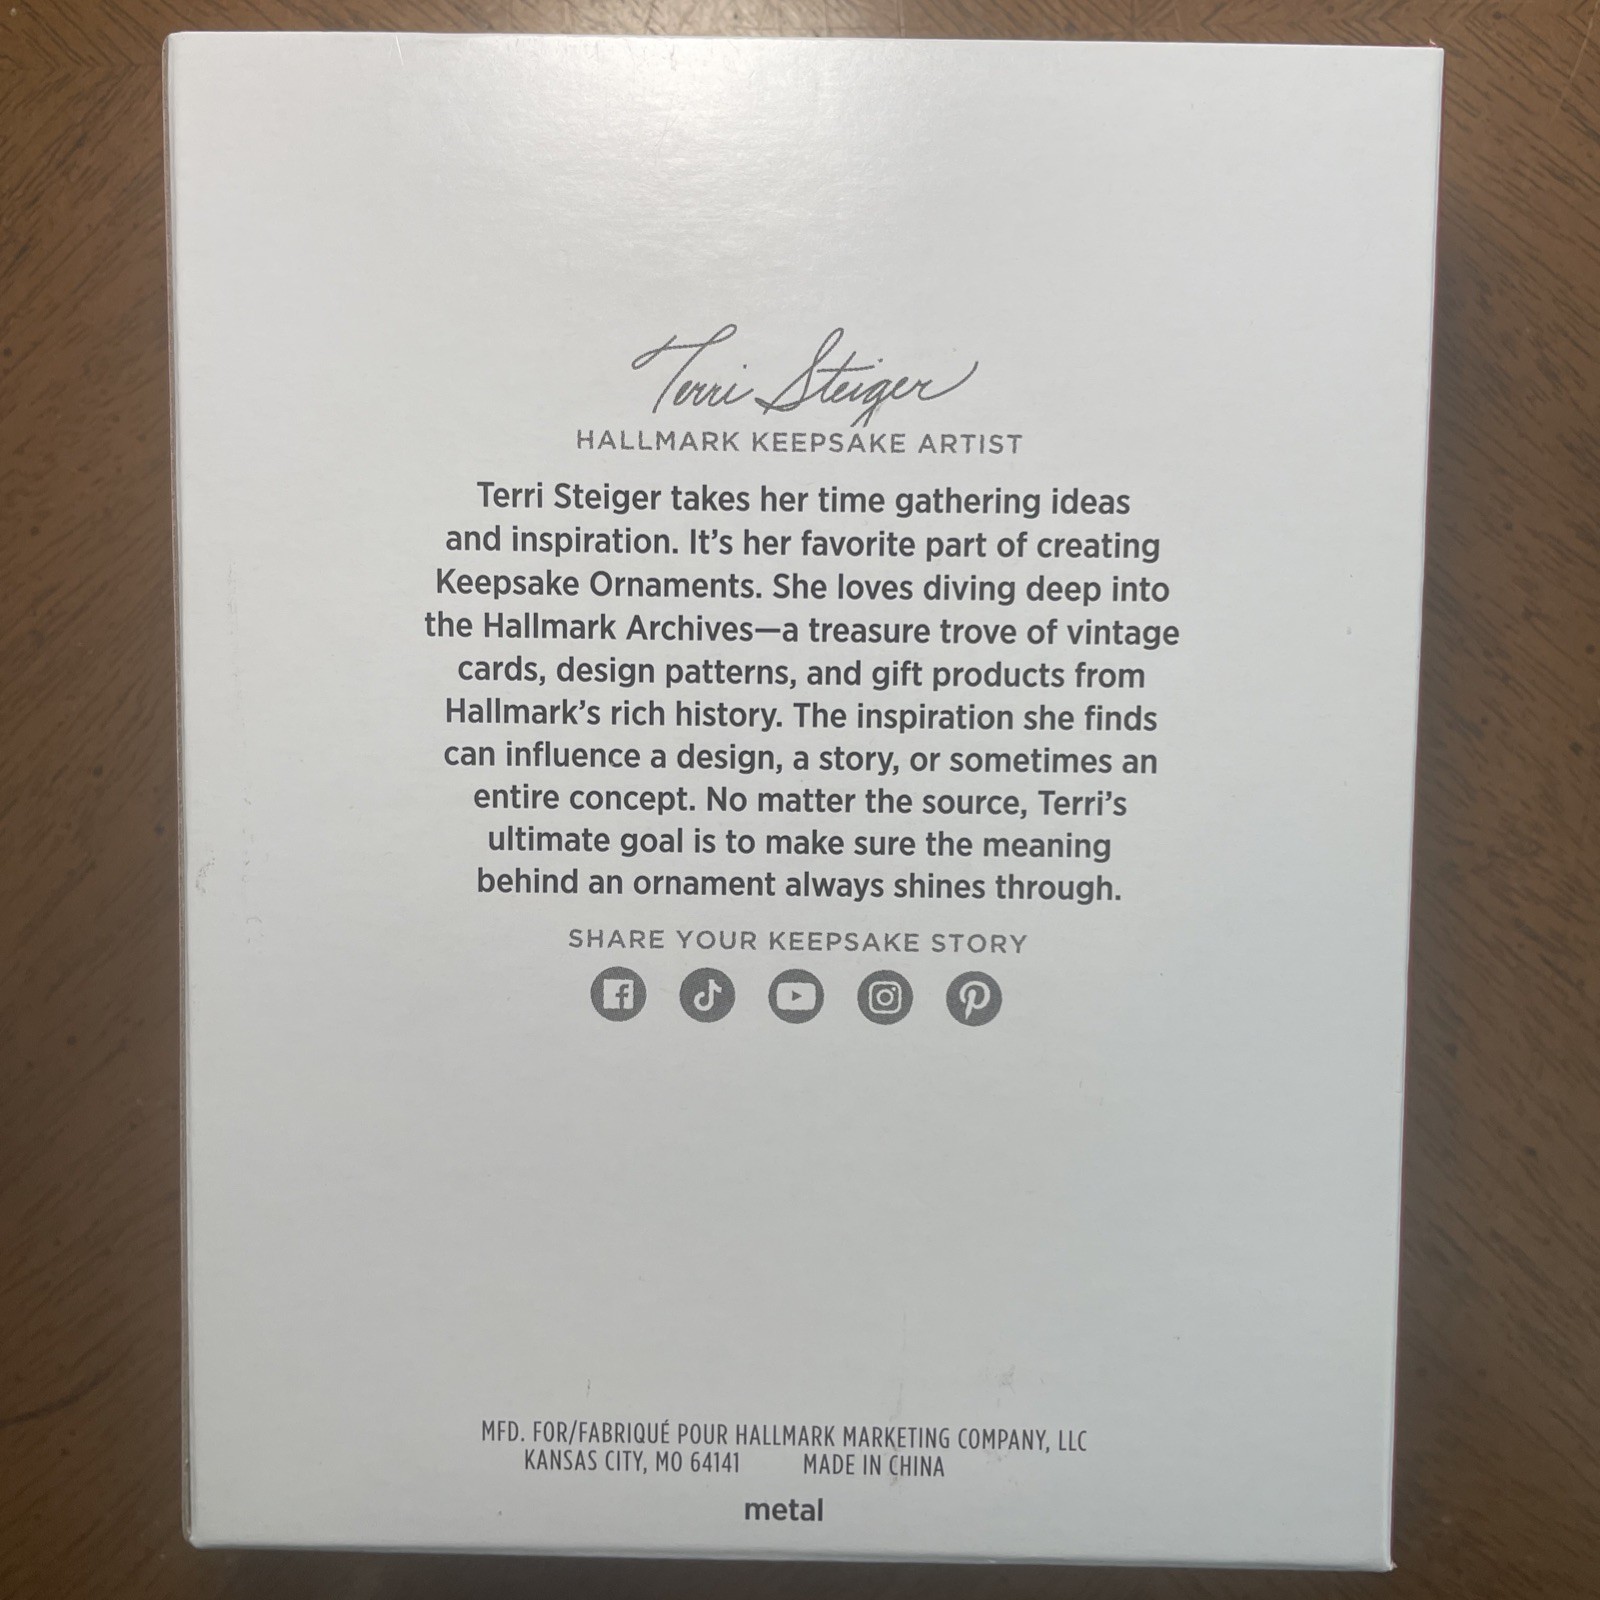 Terri Steiger
HALLMARK KEEPSAKE ARTIST
Terri Steiger takes her time gathering ideas
and inspiration. It's her favorite part of creating
Keepsake Ornaments. She loves diving deep into
the Hallmark Archives—a treasure trove of vintage
cards, design patterns, and gift products from
Hallmark's rich history. The inspiration she finds
can influence a design, a story, or sometimes an
entire concept. No matter the source, Terri's
ultimate goal is to make sure the meaning
behind an ornament always shines through.
SHARE YOUR KEEPSAKE STORY
MFD. FOR/FABRIQUÉ POUR HALLMARK MARKETING COMPANY, LLC
KANSAS CITY, MO 64141 MADE IN CHINA
metal